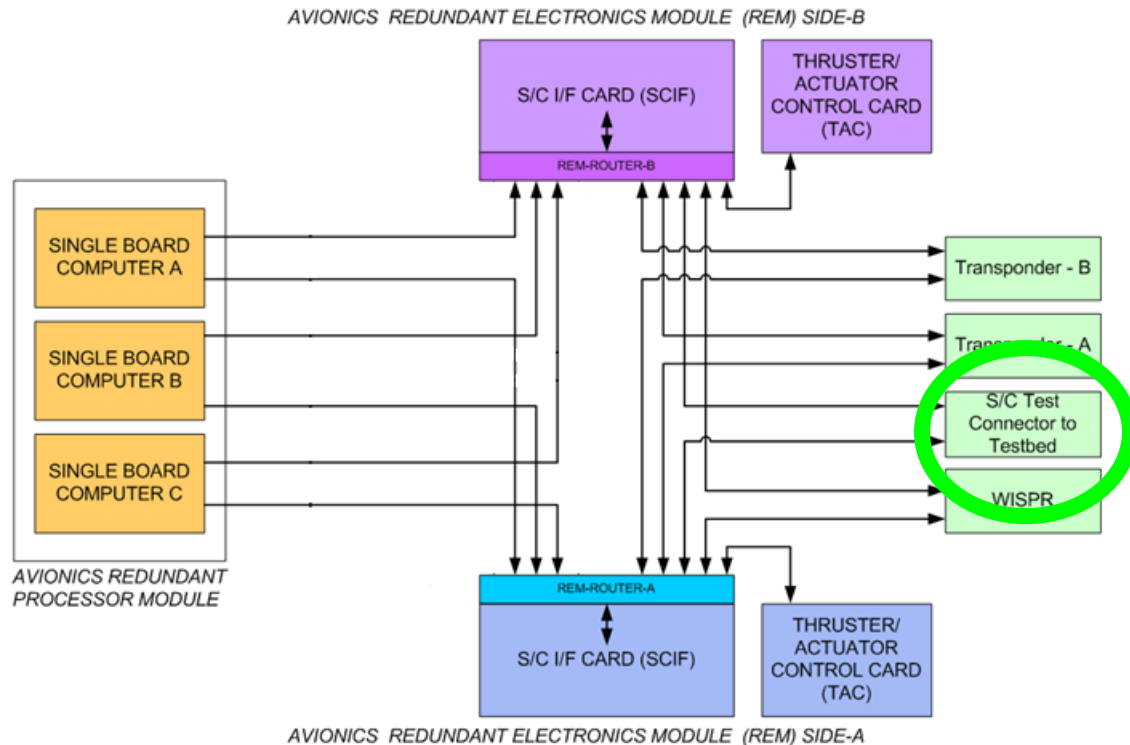 AVIONICS  REDUNDANT ELECTRONICS MODULE  (REM) SIDE-B
S/C I/F CARD (SCIF)
REM-ROUTER-B
THRUSTER/
ACTUATOR
CONTROL CARD
(TAC)
SINGLE BOARD
COMPUTER A
SINGLE BOARD
COMPUTER B
SINGLE BOARD
COMPUTER C
AVIONICS REDUNDANT
PROCESSOR MODULE
Transponder - B
Transponder - A
S/C Test
Connector to
Testbed
WISPR
REM-ROUTER-A
S/C I/F CARD (SCIF)
THRUSTER/
ACTUATOR
CONTROL CARD
(TAC)
AVIONICS  REDUNDANT ELECTRONICS MODULE (REM) SIDE-A